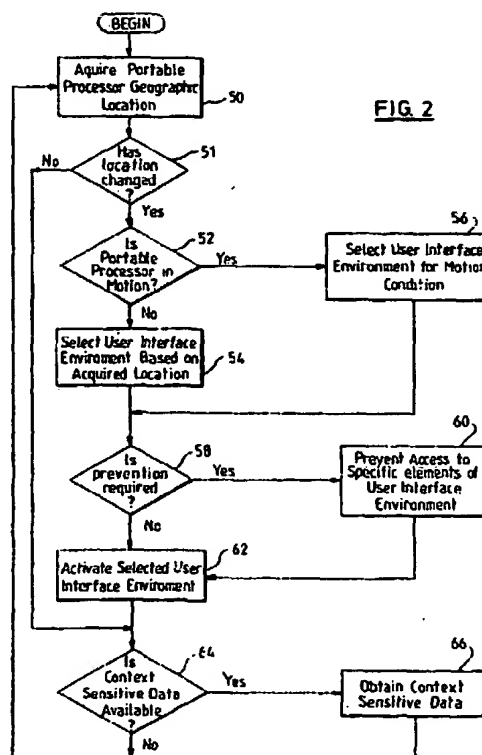 BEGIN
Aquire Portable
Processor Geographic
Location
50
FIG. 2
Has
location
changed
?
51
No
Yes
Is
Portable
Processor in
Motion?
52
Yes
No
56
Select User Interface
Environment for Motion
Condition
Select User Interface
Enviroment Based on
Acquired Location
54
Is
prevention
required
?
58
Yes
No
60
Prevent Access to
Specific elements of
User Interface
Environment
62
Activate Selected User
Interface Enviroment
Is
Context
Sensitive Data
Available
?
64
Yes
No
66
Obtain Context
Sensitive Data